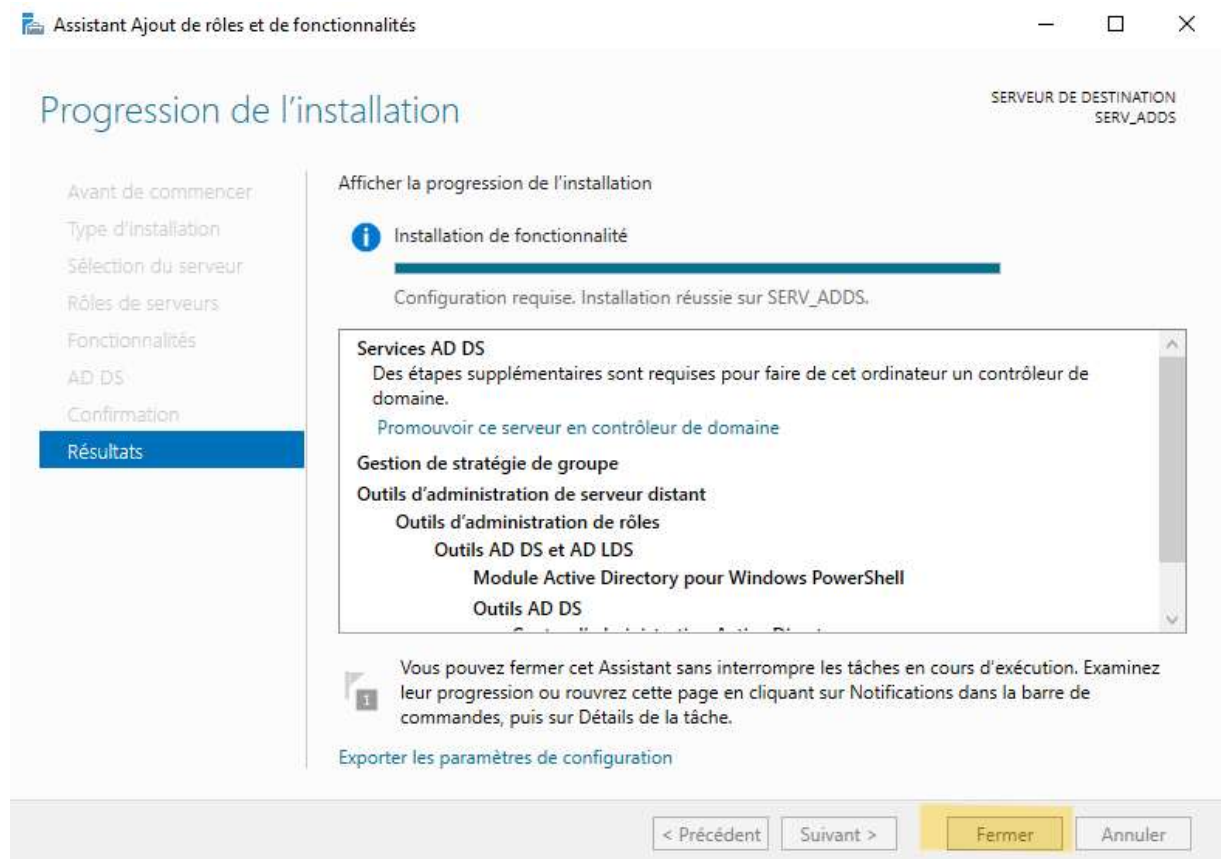 Assistant Ajout de rôles et de fonctionnalités
Progression de l'installation
SERVEUR DE DESTINATION
SERV_ADDS
Avant de commencer
Type d'installation
Sélection du serveur
Rôles de serveurs
Fonctionnalités
AD DS
Confirmation
Résultats
Afficher la progression de l'installation
Installation de fonctionnalité
Configuration requise. Installation réussie sur SERV_ADDS.
Services AD DS
Des étapes supplémentaires sont requises pour faire de cet ordinateur un contrôleur de
domaine.
Promouvoir ce serveur en contrôleur de domaine
Gestion de stratégie de groupe
Outils d'administration de serveur distant
Outils d'administration de rôles
Outils AD DS et AD LDS
Module Active Directory pour Windows PowerShell
Outils AD DS
1
Vous pouvez fermer cet Assistant sans interrompre les tâches en cours d'exécution. Examinez
leur progression ou rouvrez cette page en cliquant sur Notifications dans la barre de
commandes, puis sur Détails de la tâche.
Exporter les paramètres de configuration
< Précédent
Suivant >
Fermer
Annuler